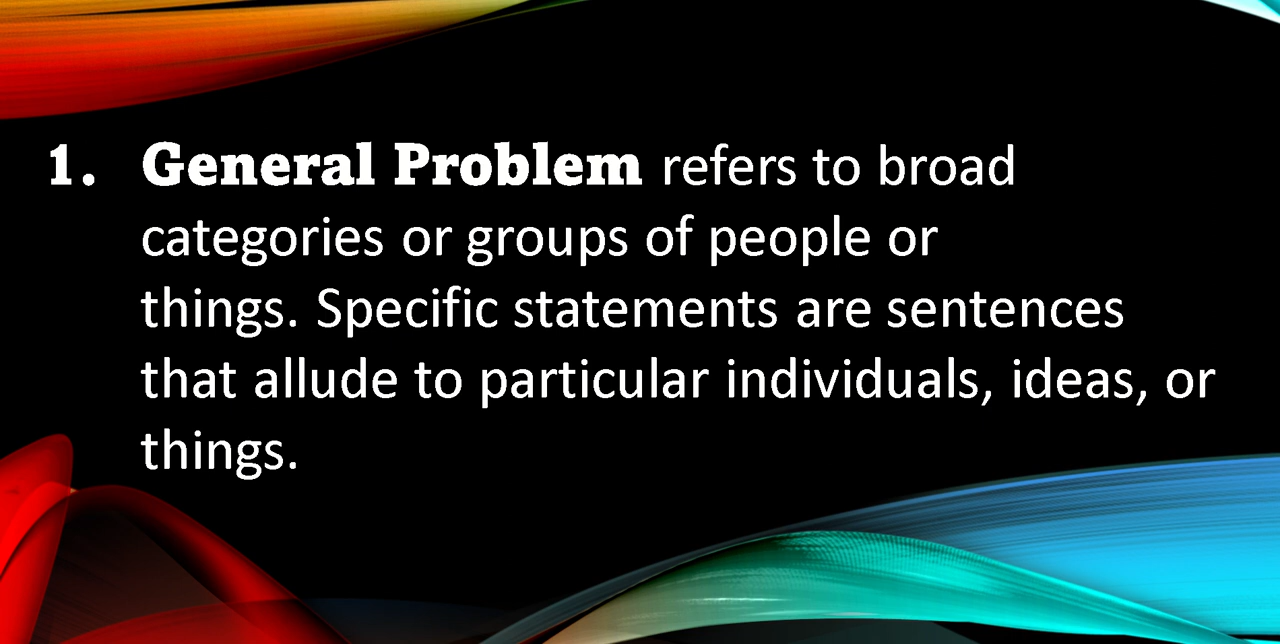 1. General Problem refers to broad
categories or groups of people or
things. Specific statements are sentences
that allude to particular individuals, ideas, or
things.